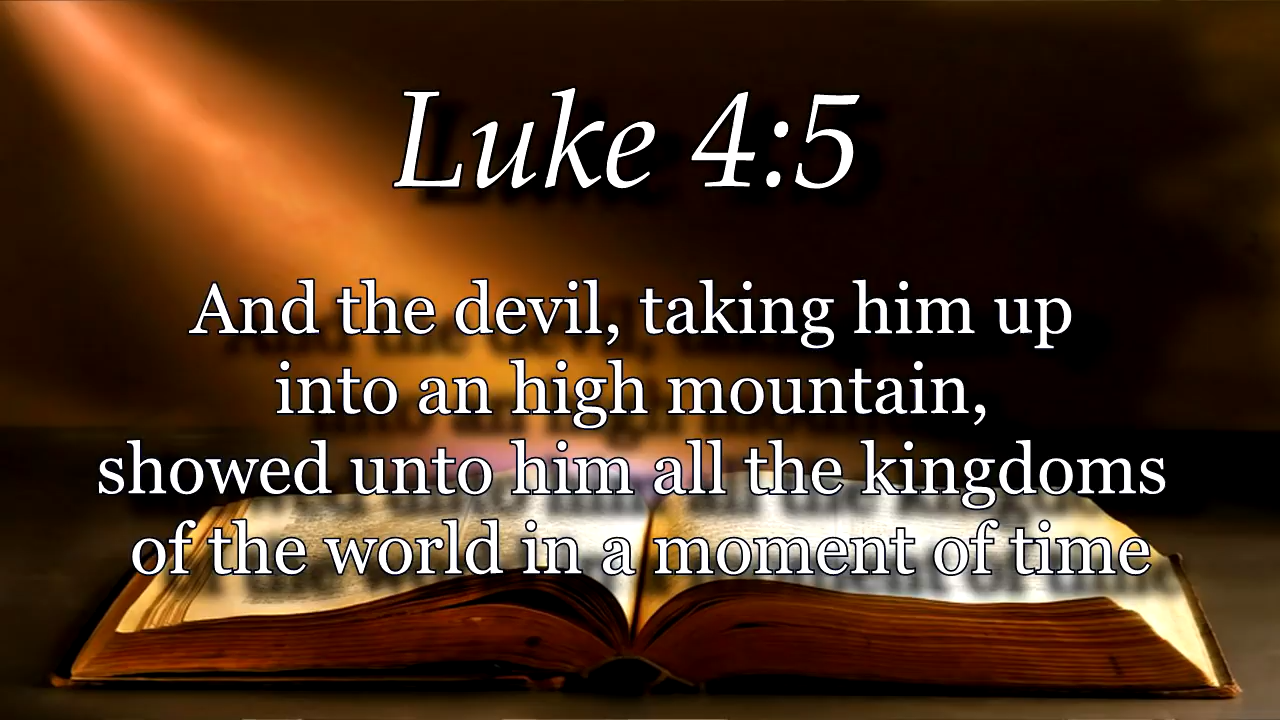 Luke 4:5
And the devil, taking him up
into an high mountain,
showed unto him all the kingdoms
of the world in a moment of time